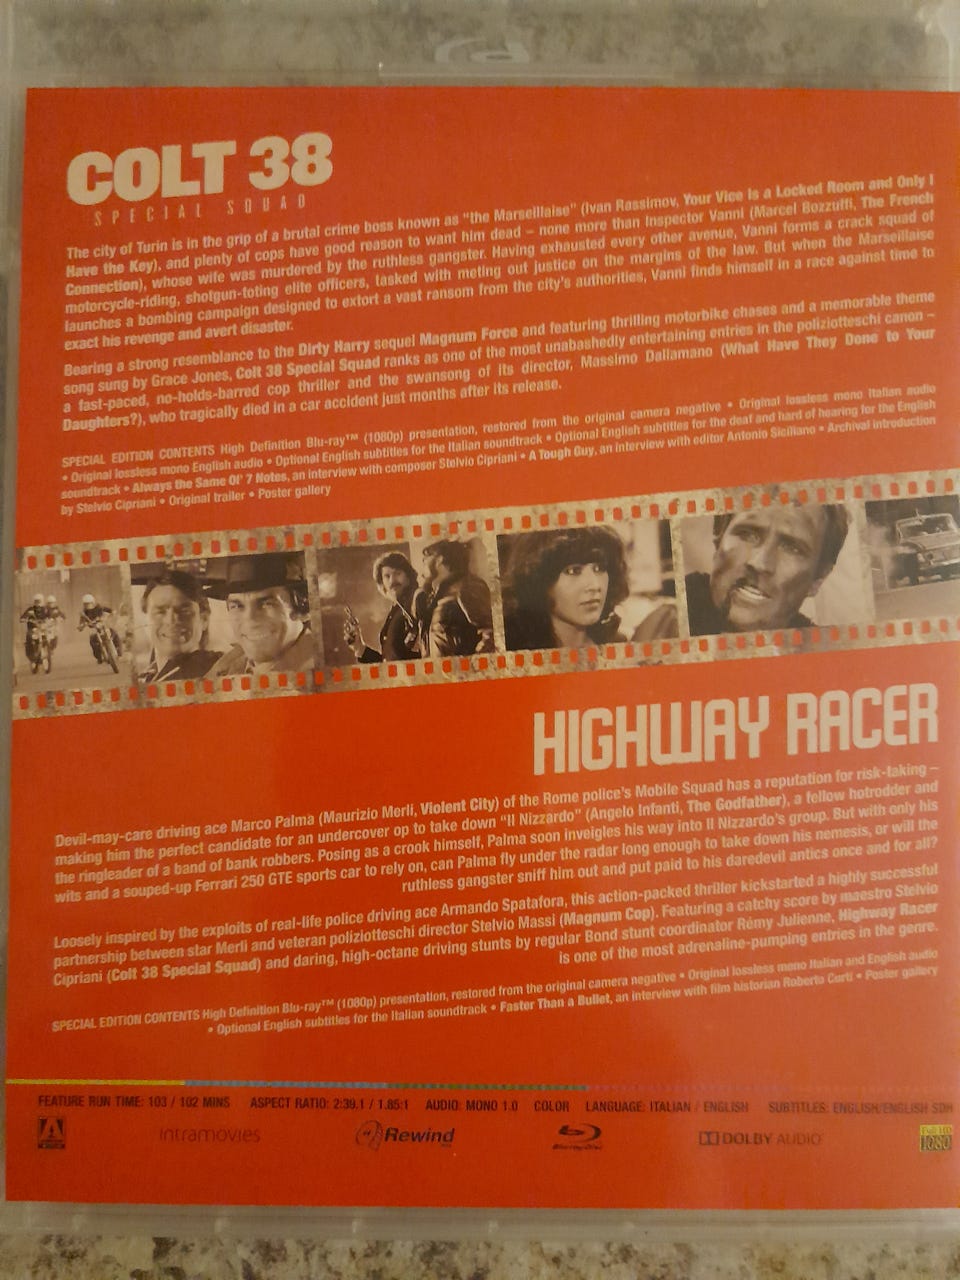 COLT 38
SPECIAL SQUAD
The city of Turin is in the grip of a brutal crime boss known as “the Marseillaise” (Ivan Rassimov, Your Vice is a Locked Room and Only I
Have the Key), and plenty of cops have good reason to want him dead – none more than Inspector Vanni (Marcel Bozzuffi, The French
Connection), whose wife was murdered by the ruthless gangster. Having exhausted every other avenue, Vanni forms a crack squad of
motorcycle-riding, shotgun-toting elite officers, tasked with meting out justice on the margins of the law. But when the Marseillaise
launches a bombing campaign designed to extort a vast ransom from the city’s authorities, Vanni finds himself in a race against time to
exact his revenge and avert disaster.
Bearing a strong resemblance to the Dirty Harry sequel Magnum Force and featuring thrilling motorbike chases and a memorable theme
song sung by Grace Jones, Colt 38 Special Squad ranks as one of the most unabashedly entertaining entries in the poliziotteschi canon –
a fast-paced, no-holds-barred cop thriller and the swansong of its director, Massimo Dallamano (What Have They Done to Your
Daughters?), who tragically died in a car accident just months after its release.
SPECIAL EDITION CONTENTS High Definition Blu-ray™ (1080p) presentation, restored from the original camera negative • Original lossless mono Italian audio
• Original lossless mono English audio • Optional English subtitles for the Italian soundtrack • Optional English subtitles for the deaf and hard of hearing for the English
soundtrack • Always the Same Ol’ 7 Notes, an interview with composer Stelvio Cipriani • A Tough Guy, an interview with editor Antonio Siciliano • Archival introduction
by Stelvio Cipriani • Original trailer • Poster gallery
HIGHWAY RACER
Devil-may-care driving ace Marco Palma (Maurizio Merli, Violent City) of the Rome police’s Mobile Squad has a reputation for risk-taking –
making him the perfect candidate for an undercover op to take down “Il Nizzardo” (Angelo Infanti, The Godfather), a fellow hotrodder and
the ringleader of a band of bank robbers. Posing as a crook himself, Palma soon inveigles his way into Il Nizzardo’s group. But with only his
wits and a souped-up Ferrari 250 GTE sports car to rely on, can Palma fly under the radar long enough to take down his nemesis, or will the
ruthless gangster sniff him out and put paid to his daredevil antics once and for all?
Loosely inspired by the exploits of real-life police driving ace Armando Spatafora, this action-packed thriller kickstarted a highly successful
partnership between star Merli and veteran poliziotteschi director Stelvio Massi (Magnum Cop). Featuring a catchy score by maestro Stelvio
Cipriani (Colt 38 Special Squad) and daring, high-octane driving stunts by regular Bond stunt coordinator Rémy Julienne, Highway Racer
is one of the most adrenaline-pumping entries in the genre.
SPECIAL EDITION CONTENTS High Definition Blu-ray™ (1080p) presentation, restored from the original camera negative • Original lossless mono Italian and English audio
• Optional English subtitles for the Italian soundtrack • Faster Than a Bullet, an interview with film historian Roberto Curti • Poster gallery
FEATURE RUN TIME: 103 / 102 MINS ASPECT RATIO: 2:39.1 / 1.85:1 AUDIO: MONO 1.0 COLOR LANGUAGE: ITALIAN / ENGLISH SUBTITLES: ENGLISH/ENGLISH SDH
intramovies Rewind Blu-ray Disc DOLBY AUDIO Full HD 1080